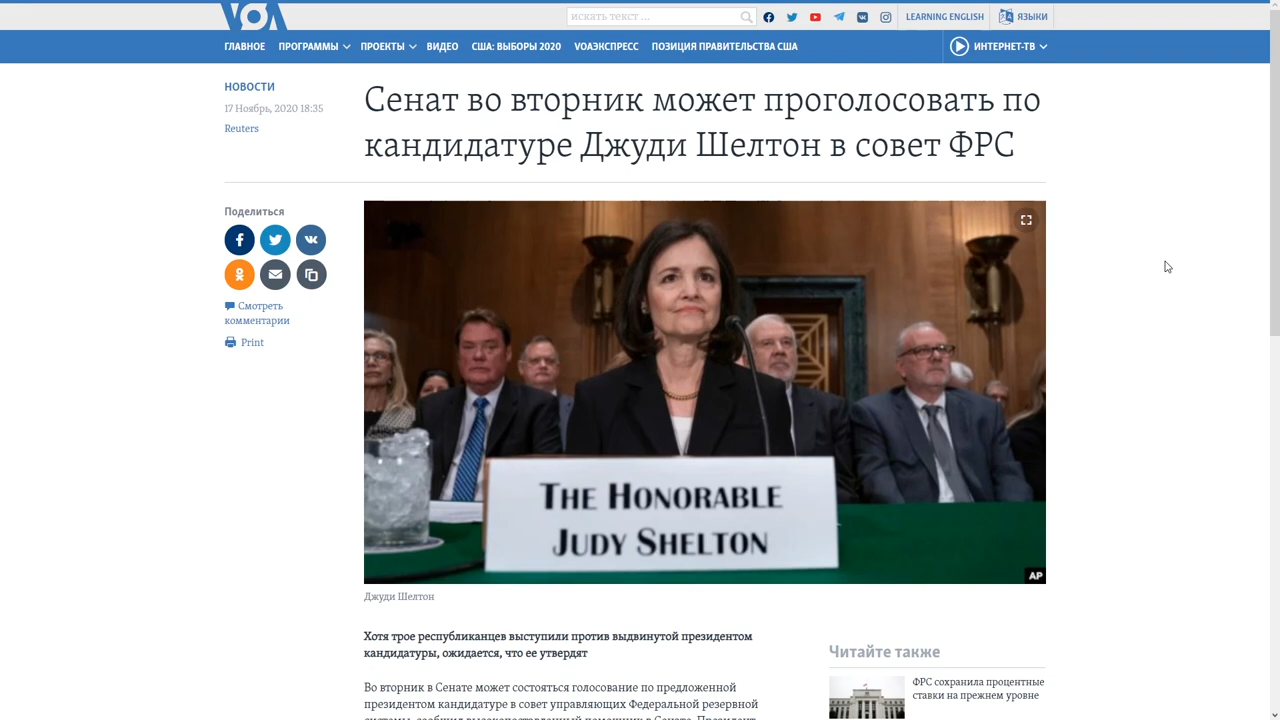 VOA
искать текст ...
LEARNING ENGLISH
ЯЗЫКИ
ГЛАВНОЕ ПРОГРАММЫ ПРОЕКТЫ ВИДЕО США: ВЫБОРЫ 2020 VOAЭКСПРЕСС ПОЗИЦИЯ ПРАВИТЕЛЬСТВА США ИНТЕРНЕТ-ТВ
НОВОСТИ
17 Ноябрь, 2020 18:35
Reuters
Сенат во вторник может проголосовать по
кандидатуре Джуди Шелтон в совет ФРС
Поделиться
Смотреть
комментарии
Print
THE HONORABLE
JUDY SHELTON
AP
Джуди Шелтон
Хотя трое республиканцев выступили против выдвинутой президентом
кандидатуры, ожидается, что ее утвердят
Во вторник в Сенате может состояться голосование по предложенной
президентом кандидатуре в совет управляющих Федеральной резервной
Читайте также
ФРС сохранила процентные
ставки на прежнем уровне